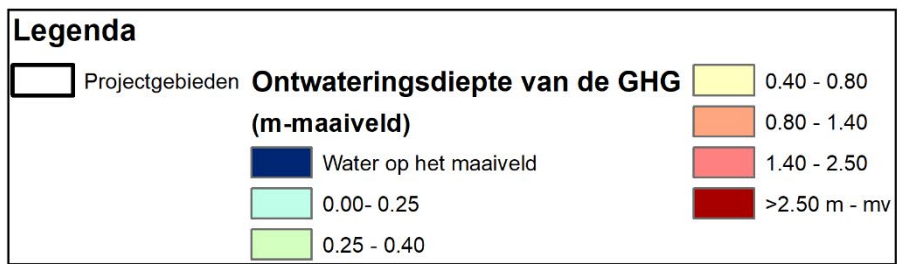 Legenda
Projectgebieden
Ontwateringsdiepte van de GHG
(m-maaiveld)
Water op het maaiveld
0.00- 0.25
0.25 - 0.40
0.40 - 0.80
0.80 - 1.40
1.40 - 2.50
>2.50 m - mv